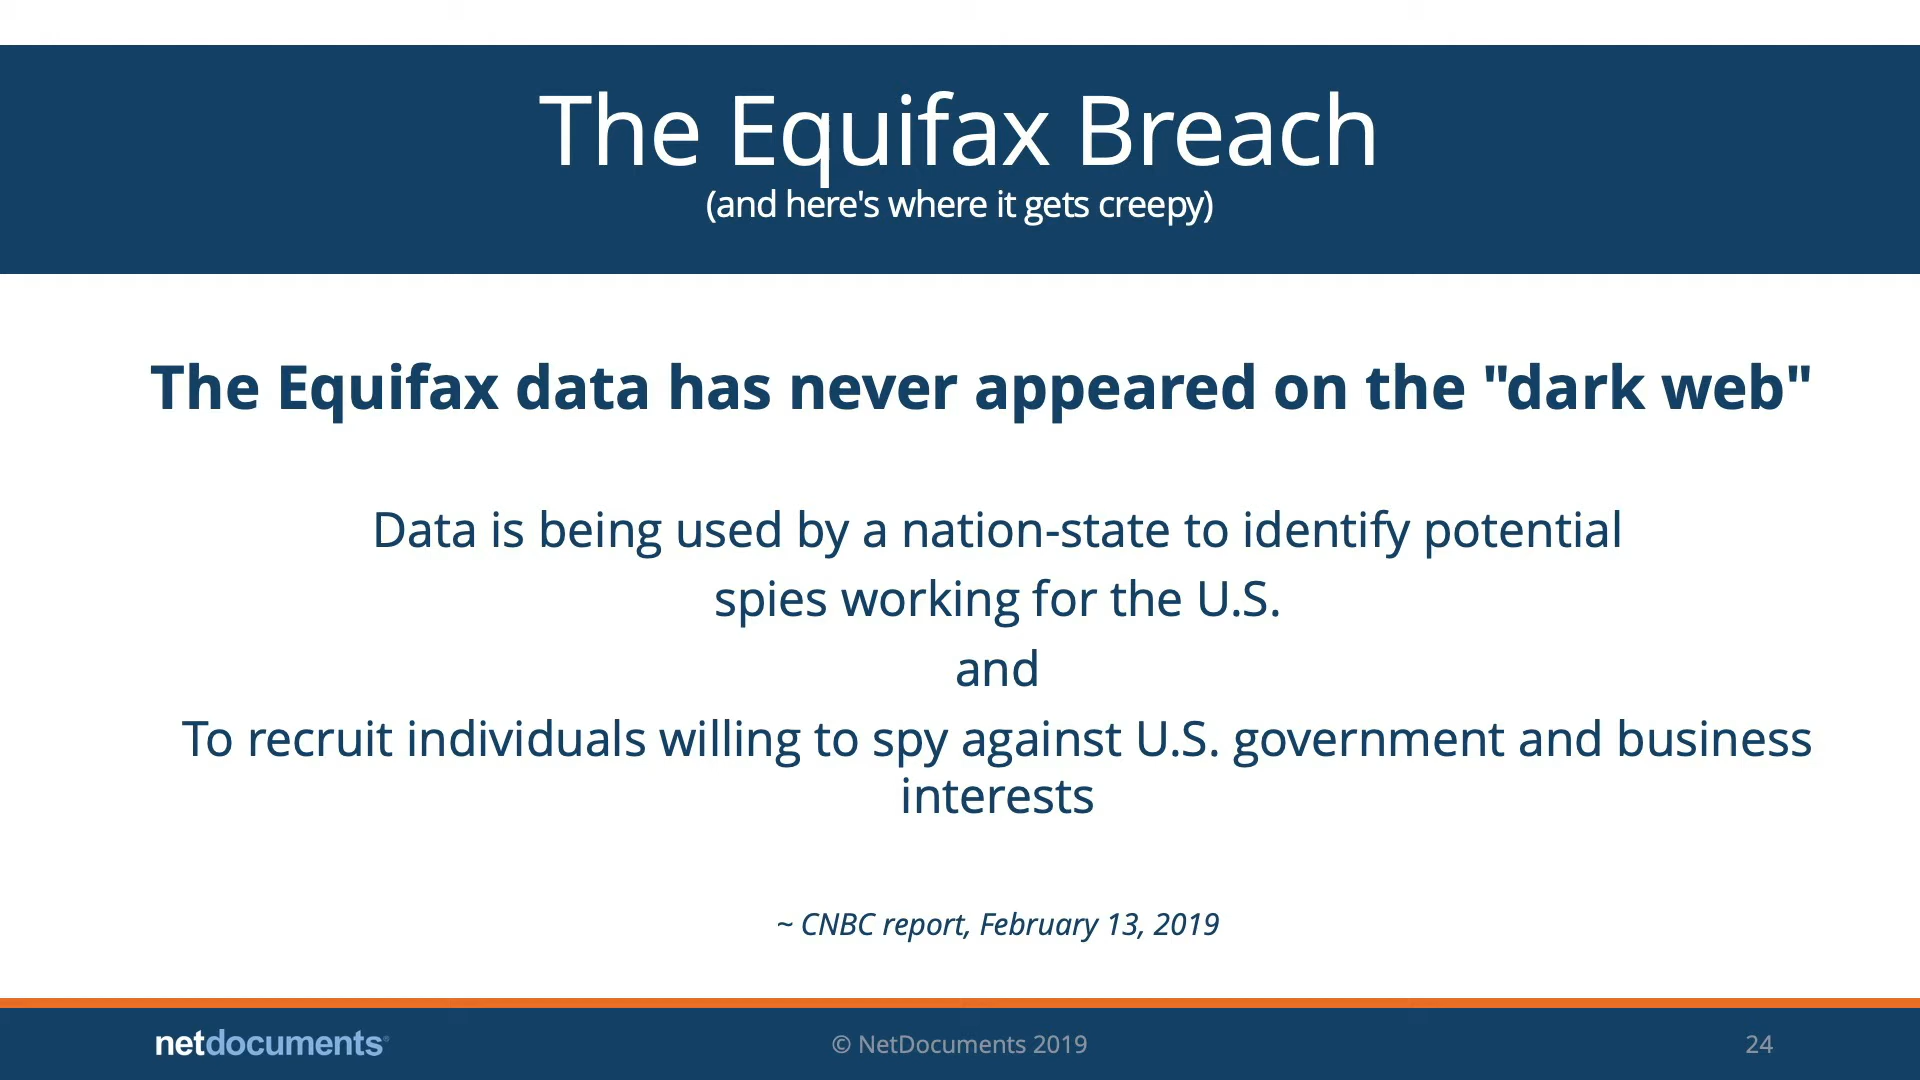 The Equifax Breach
(and here's where it gets creepy)
The Equifax data has never appeared on the "dark web"
Data is being used by a nation-state to identify potential
spies working for the U.S.
and
To recruit individuals willing to spy against U.S. government and business
interests
~ CNBC report, February 13, 2019
netdocuments®
© NetDocuments 2019
24